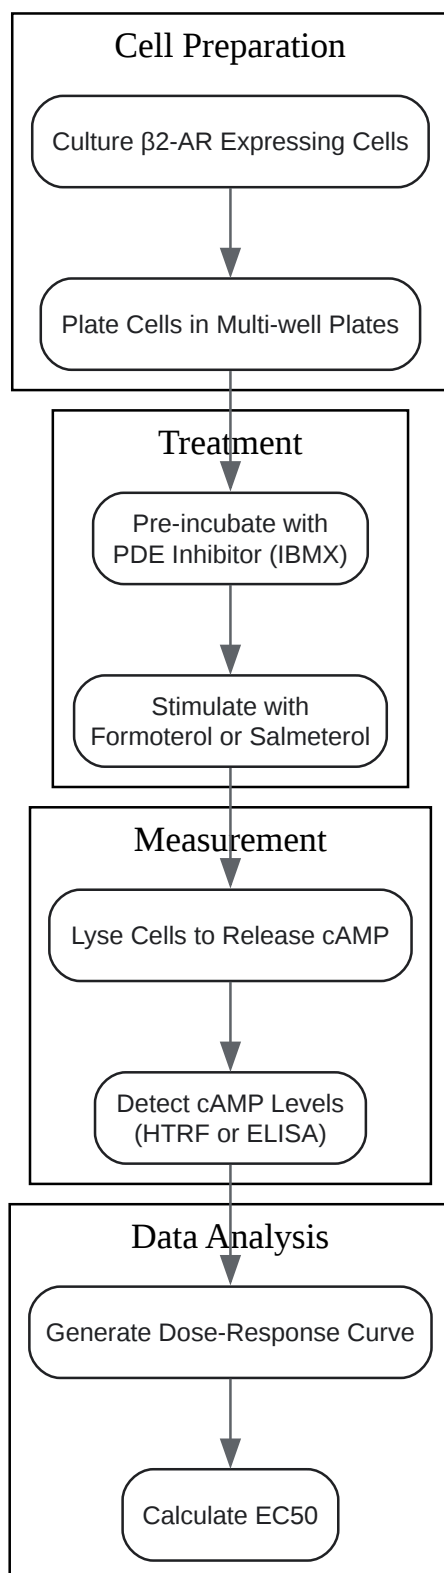 Cell Preparation
Culture β2-AR Expressing Cells
Plate Cells in Multi-well Plates
Treatment
Pre-incubate with
PDE Inhibitor (IBMX)
Stimulate with
Formoterol or Salmeterol
Measurement
Lyse Cells to Release cAMP
Detect cAMP Levels
(HTRF or ELISA)
Data Analysis
Generate Dose-Response Curve
Calculate EC50